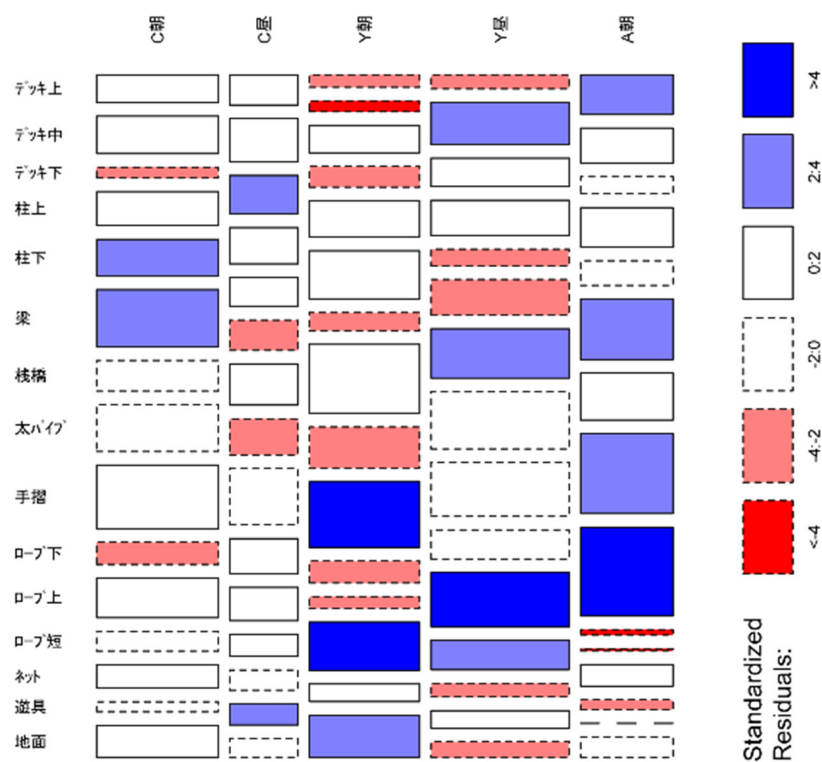 C朝
C昼
Y朝
Y昼
A朝
デッキ上
デッキ中
デッキ下
柱上
柱下
梁
桟橋
太パイプ
手摺
ロープ下
ロープ上
ロープ短
ネット
遊具
地面
>4
2:4
0:2
-2:0
-4:-2
<-4
Standardized
Residuals: